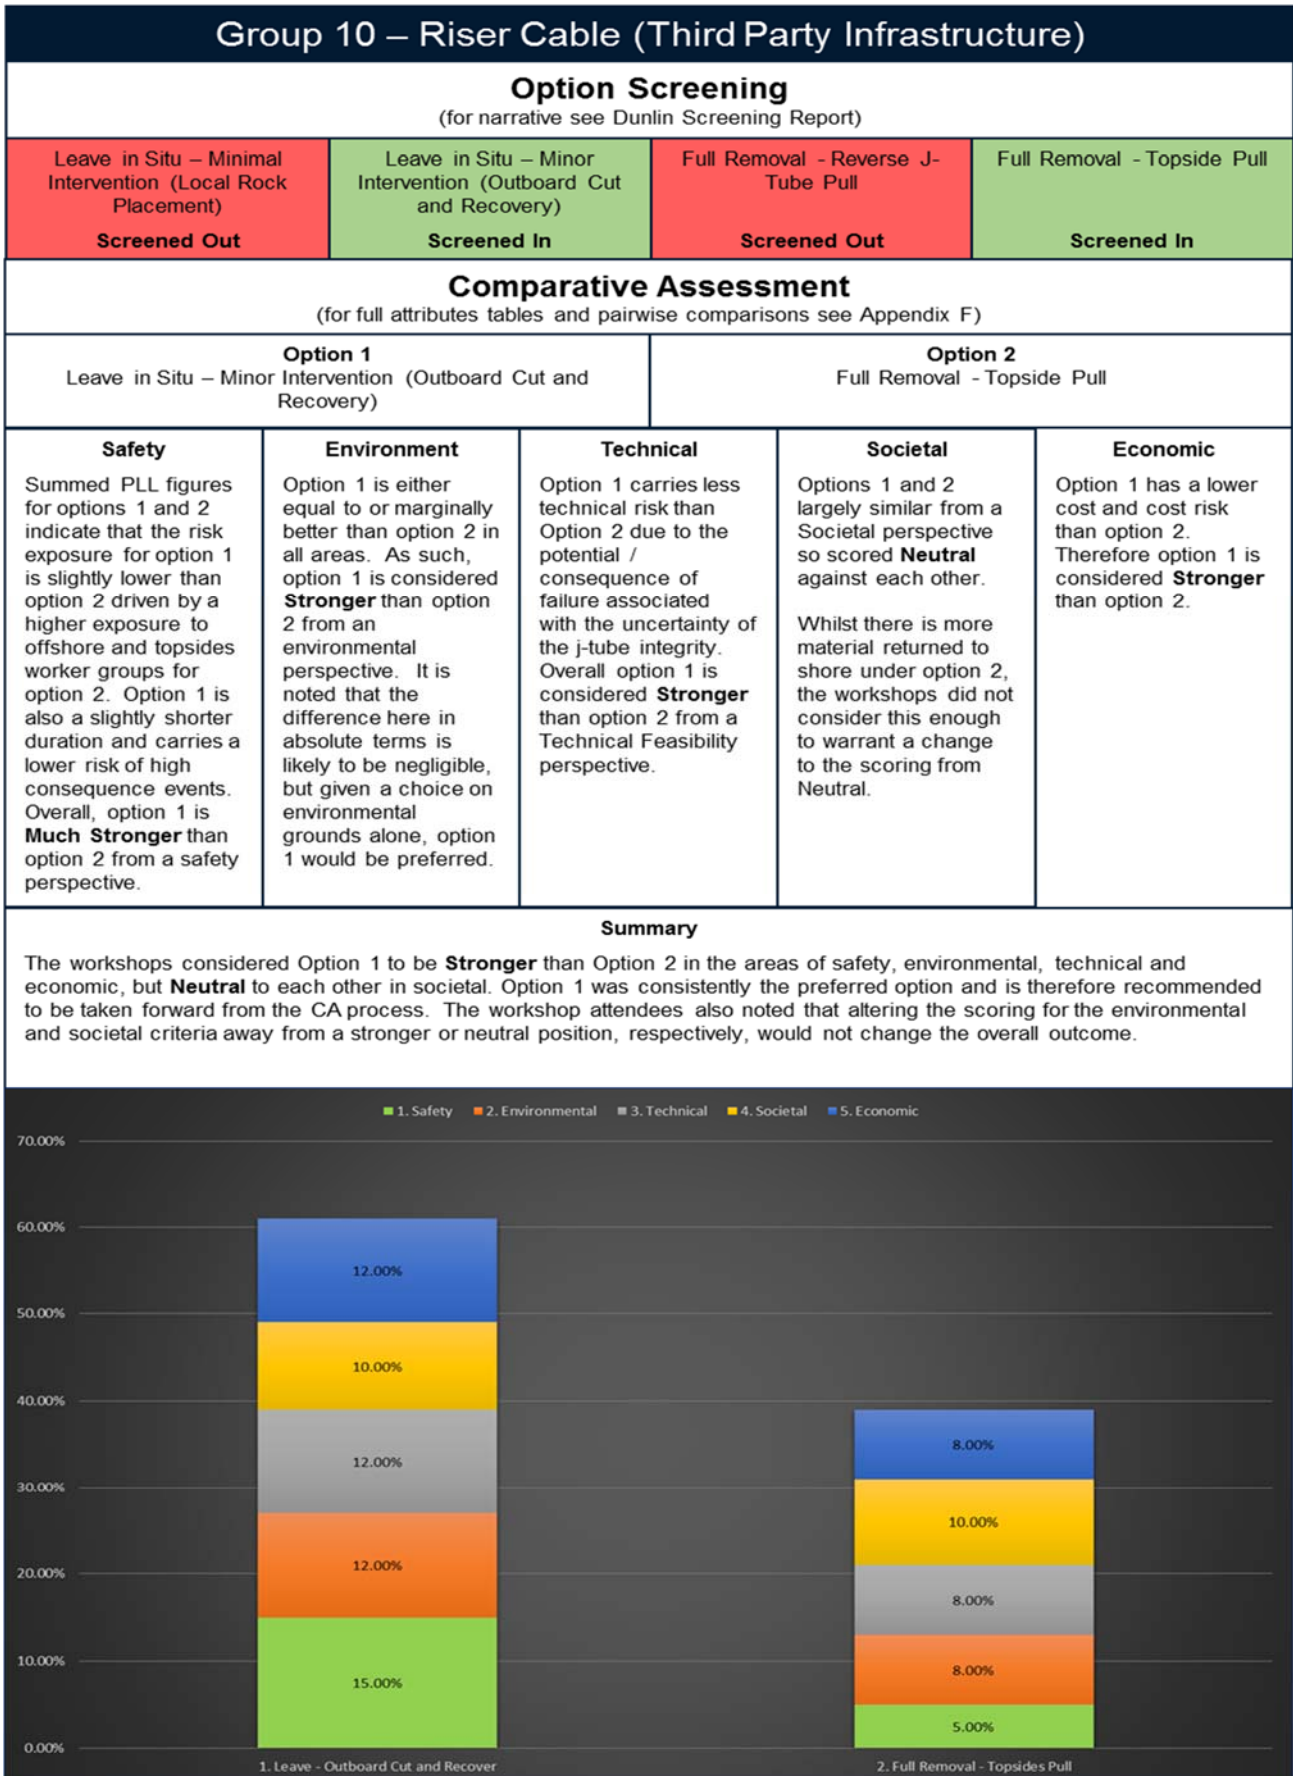 Group 10 – Riser Cable (Third Party Infrastructure)
Option Screening
(for narrative see Dunlin Screening Report)
Leave in Situ – Minimal
Intervention (Local Rock
Placement)
Screened Out
Leave in Situ – Minor
Intervention (Outboard Cut
and Recovery)
Screened In
Full Removal - Reverse J-
Tube Pull
Screened Out
Full Removal - Topside Pull
Screened In
Comparative Assessment
(for full attributes tables and pairwise comparisons see Appendix F)
Option 1
Leave in Situ – Minor Intervention (Outboard Cut and
Recovery)
Option 2
Full Removal - Topside Pull
Safety
Summed PLL figures
for options 1 and 2
indicate that the risk
exposure for option 1
is slightly lower than
option 2 driven by a
higher exposure to
offshore and topsides
worker groups for
option 2. Option 1 is
also a slightly shorter
duration and carries a
lower risk of high
consequence events.
Overall, option 1 is
Much Stronger than
option 2 from a safety
perspective.
Environment
Option 1 is either
equal to or marginally
better than option 2 in
all areas. As such,
option 1 is considered
Stronger than option
2 from an
environmental
perspective. It is
noted that the
difference here in
absolute terms is
likely to be negligible,
but given a choice on
environmental
grounds alone, option
1 would be preferred.
Technical
Option 1 carries less
technical risk than
Option 2 due to the
potential /
consequence of
failure associated
with the uncertainty of
the j-tube integrity.
Overall option 1 is
considered Stronger
than option 2 from a
Technical Feasibility
perspective.
Societal
Options 1 and 2
largely similar from a
Societal perspective
so scored Neutral
against each other.
Whilst there is more
material returned to
shore under option 2,
the workshops did not
consider this enough
to warrant a change
to the scoring from
Neutral.
Economic
Option 1 has a lower
cost and cost risk
than option 2.
Therefore option 1 is
considered Stronger
than option 2.
Summary
The workshops considered Option 1 to be Stronger than Option 2 in the areas of safety, environmental, technical and
economic, but Neutral to each other in societal. Option 1 was consistently the preferred option and is therefore recommended
to be taken forward from the CA process. The workshop attendees also noted that altering the scoring for the environmental
and societal criteria away from a stronger or neutral position, respectively, would not change the overall outcome.
1. Safety 2. Environmental 3. Technical 4. Societal 5. Economic
70.00%
60.00%
50.00%
40.00%
30.00%
20.00%
10.00%
0.00%
12.00%
10.00%
12.00%
12.00%
15.00%
8.00%
10.00%
8.00%
8.00%
5.00%
1. Leave - Outboard Cut and Recover
2. Full Removal - Topsides Pull